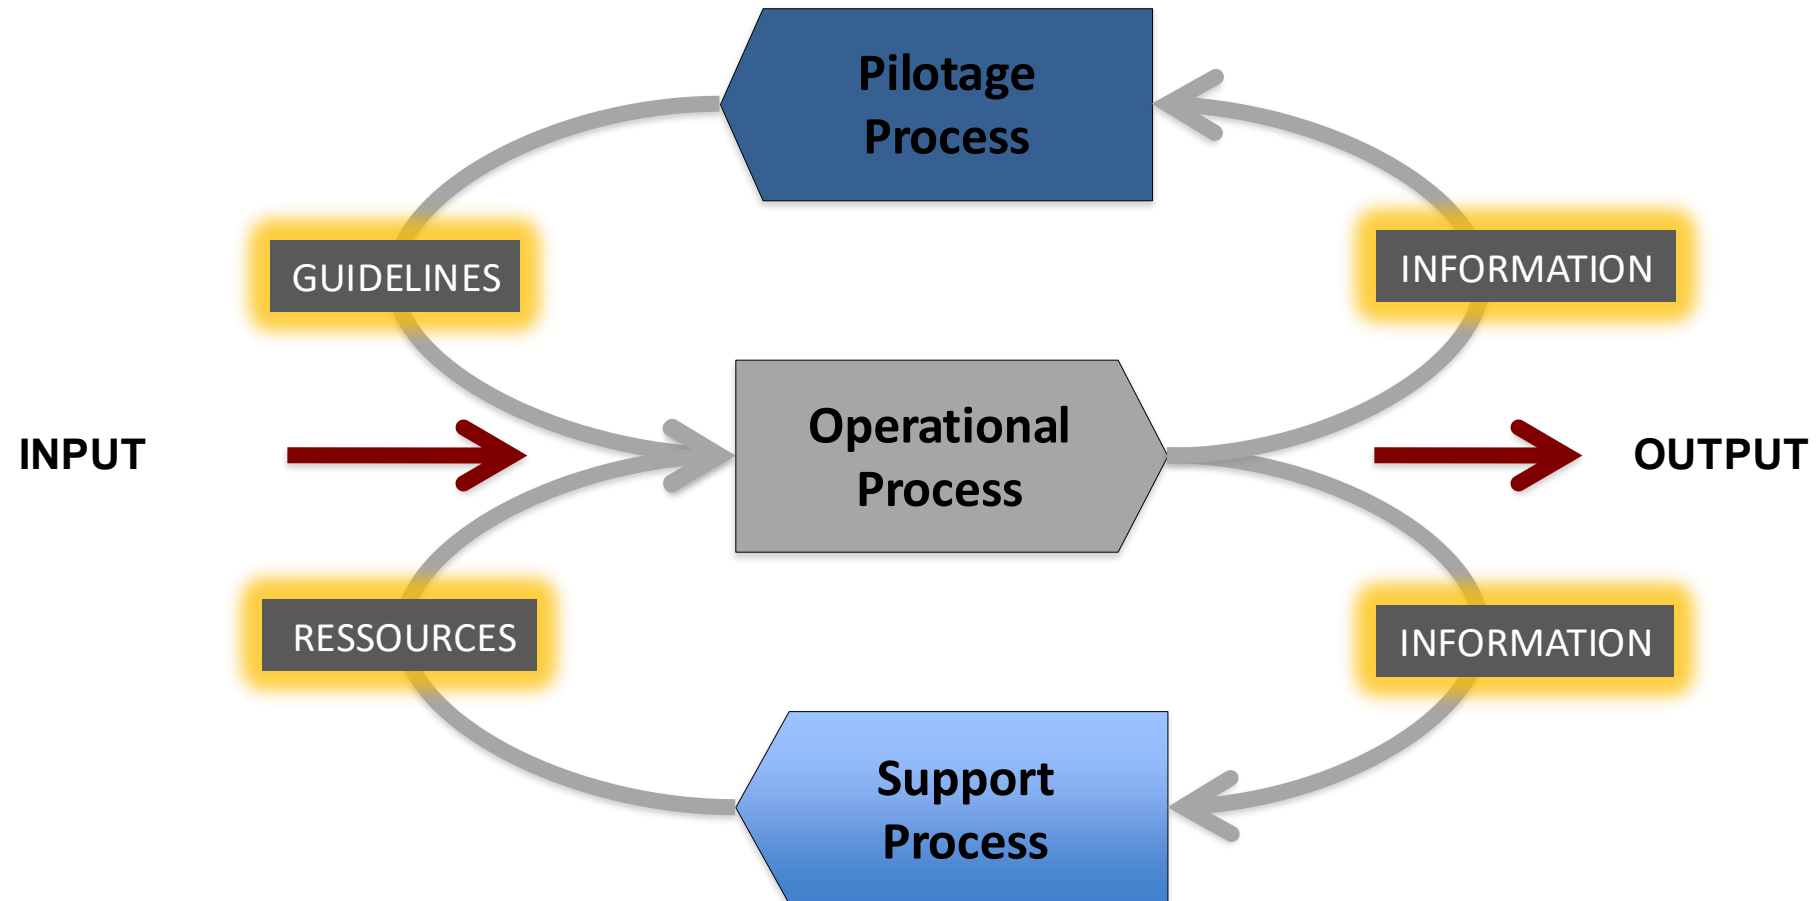 Pilotage
Process
GUIDELINES
INFORMATION
INPUT
Operational
Process
OUTPUT
RESSOURCES
INFORMATION
Support
Process